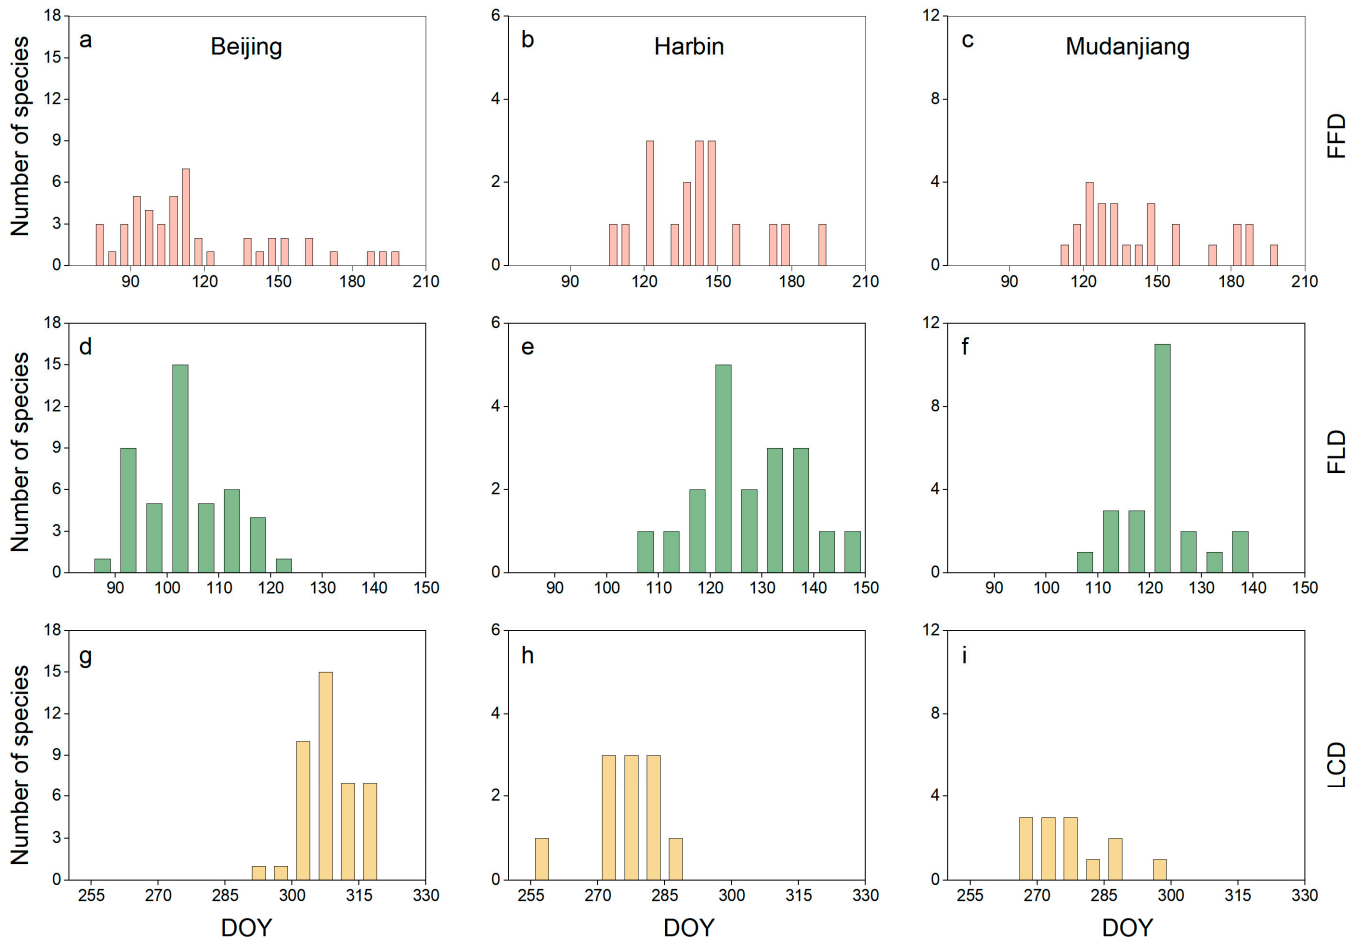 a Beijing
18
15
12
9
6
3
0
90 120 150 180 210
Number of species
b Harbin
6
4
2
0
90 120 150 180 210
c Mudanjiang
12
8
4
0
90 120 150 180 210
FFD
d
18
15
12
9
6
3
0
90 100 110 120 130 140 150
Number of species
e
6
4
2
0
90 100 110 120 130 140 150
f
12
8
4
0
90 100 110 120 130 140 150
FLD
g
18
15
12
9
6
3
0
255 270 285 300 315 330
Number of species
DOY
h
6
4
2
0
255 270 285 300 315 330
DOY
i
12
8
4
0
255 270 285 300 315 330
DOY
LCD